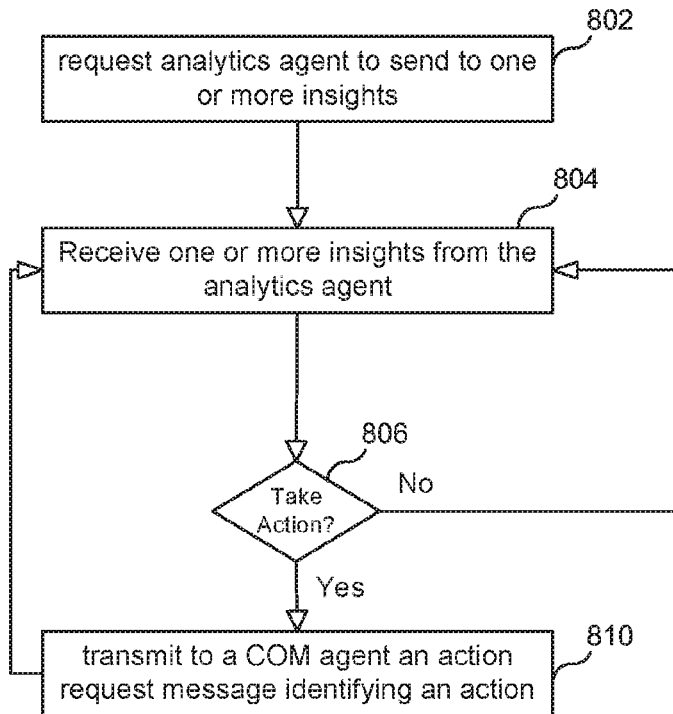 802
request analytics agent to send to one
or more insights
804
Receive one or more insights from the
analytics agent
806
Take
Action?
No
Yes
810
transmit to a COM agent an action
request message identifying an action